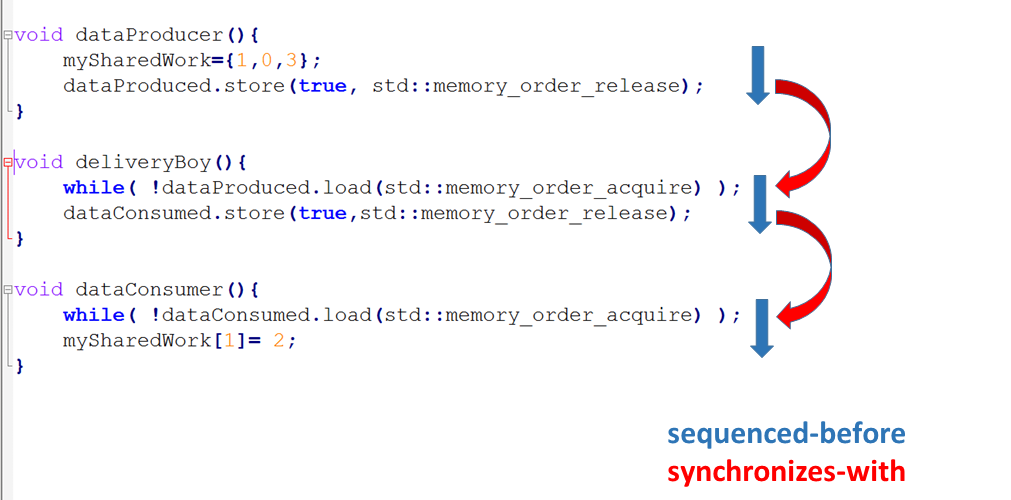 void dataProducer(){
mySharedWork={1,0,3};
dataProduced.store(true, std::memory_order_release);
}
void deliveryBoy(){
while( !dataProduced.load(std::memory_order_acquire) );
dataConsumed.store(true,std::memory_order_release);
}
void dataConsumer(){
while( !dataConsumed.load(std::memory_order_acquire) );
mySharedWork[1]= 2;
}
sequenced-before
synchronizes-with